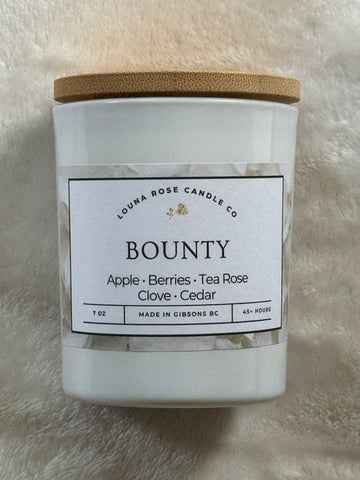 LOUNA ROSE CANDLE CO
BOUNTY
Apple • Berries • Tea Rose
Clove • Cedar
7 OZ
MADE IN GIBSONS BC
45+ HOURS